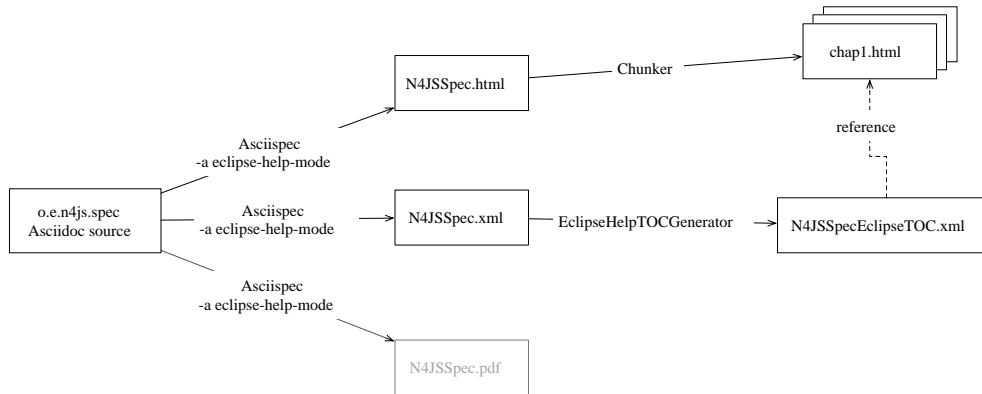 chap1.html
Chunker
N4JSSpec.html
reference
Asciispec
-a eclipse-help-mode
o.e.n4js.spec
Asciidoc source
Asciispec
-a eclipse-help-mode
N4JSSpec.xml
EclipseHelpTOCGenerator
N4JSSpecEclipseTOC.xml
Asciispec
-a eclipse-help-mode
N4JSSpec.pdf